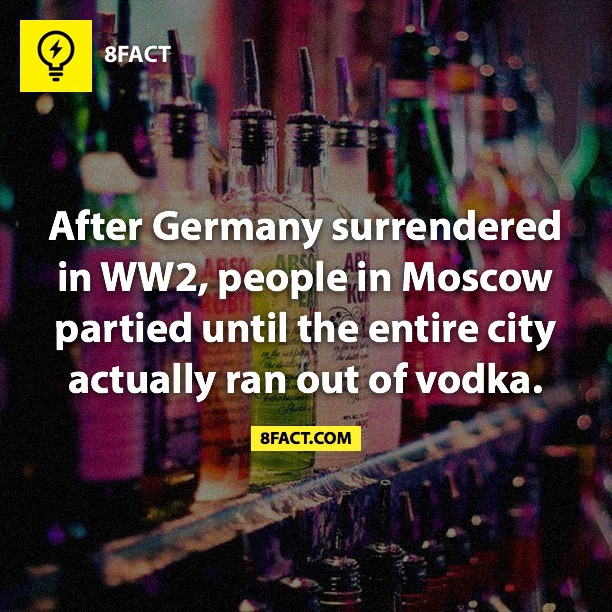 8FACT
After Germany surrendered
in WW2, people in Moscow
partied until the entire city
actually ran out of vodka.
8FACT.COM